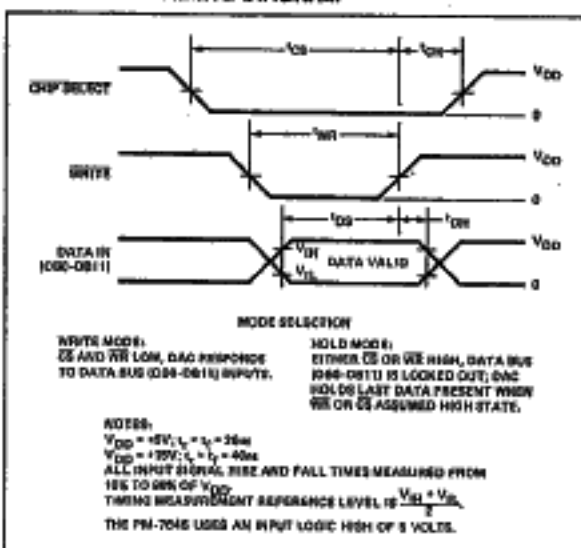 tCS
tCH
CHIP SELECT
VDD
0
tWR
WRITE
VDD
0
tDS
tDH
DATA IN
(DB0-DB11)
VIH
VIL
DATA VALID
VDD
0
MODE SELECTION
WRITE MODE:
CS AND WR LOW, DAC RESPONDS
TO DATA BUS (DB0-DB11) INPUTS.
HOLD MODE:
EITHER CS OR WR HIGH, DATA BUS
(DB0-DB11) IS LOCKED OUT; DAC
HOLDS LAST DATA PRESENT WHEN
WR OR CS ASSUMED HIGH STATE.
NOTES:
VDD = +5V; tr = tf = 20ns
VDD = +15V; tr = tf = 40ns
ALL INPUT SIGNAL RISE AND FALL TIMES MEASURED FROM
10% TO 90% OF VDD.
TIMING MEASUREMENT REFERENCE LEVEL IS VIH + VIL / 2.
THE PM-7645 USES AN INPUT LOGIC HIGH OF 5 VOLTS.